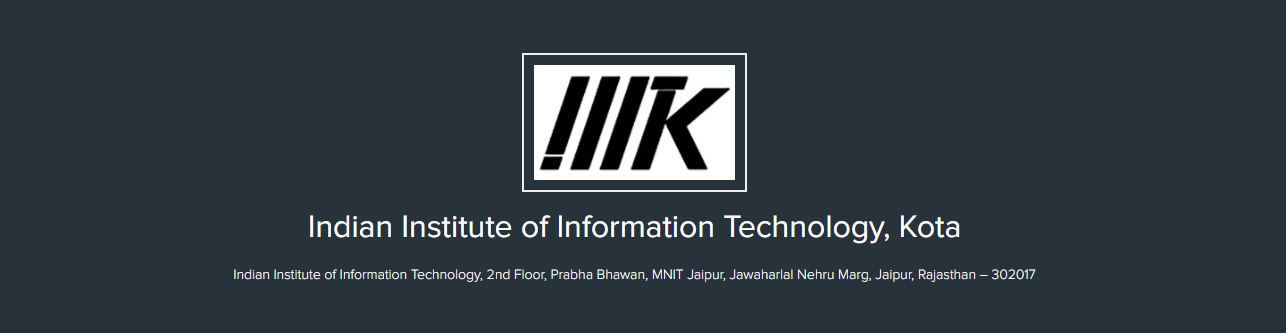 IIITK
Indian Institute of Information Technology, Kota
Indian Institute of Information Technology, 2nd Floor, Prabha Bhawan, MNIT Jaipur, Jawaharlal Nehru Marg, Jaipur, Rajasthan – 302017